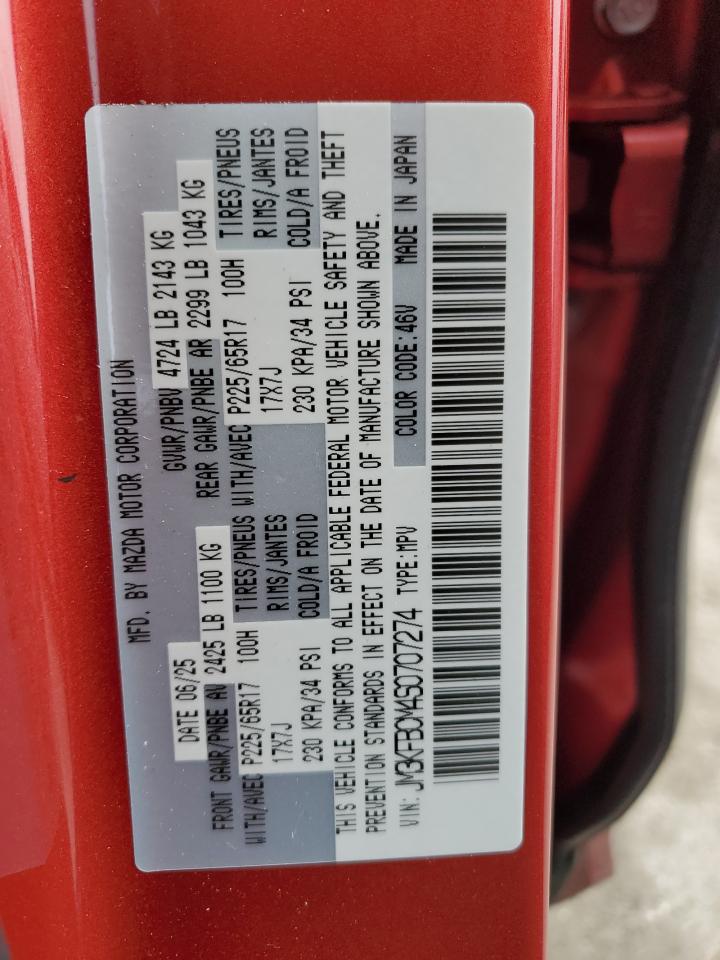 MFD. BY MAZDA MOTOR CORPORATION
DATE 06/25 GVWR/PNBV 4724 LB 2143 KG
FRONT GAWR/PNBE AV 2425 LB 1100 KG REAR GAWR/PNBE AR 2299 LB 1043 KG
WITH/AVEC P225/65R17 100H TIRES/PNEUS WITH/AVEC P225/65R17 100H TIRES/PNEUS
17X7J RIMS/JANTES 17X7J RIMS/JANTES
230 KPA/34 PSI COLD/A FROID 230 KPA/34 PSI COLD/A FROID
THIS VEHICLE CONFORMS TO ALL APPLICABLE FEDERAL MOTOR VEHICLE SAFETY AND THEFT
PREVENTION STANDARDS IN EFFECT ON THE DATE OF MANUFACTURE SHOWN ABOVE.
VIN: JM3KFBCM4S0707274 TYPE:MPV COLOR CODE:46V MADE IN JAPAN